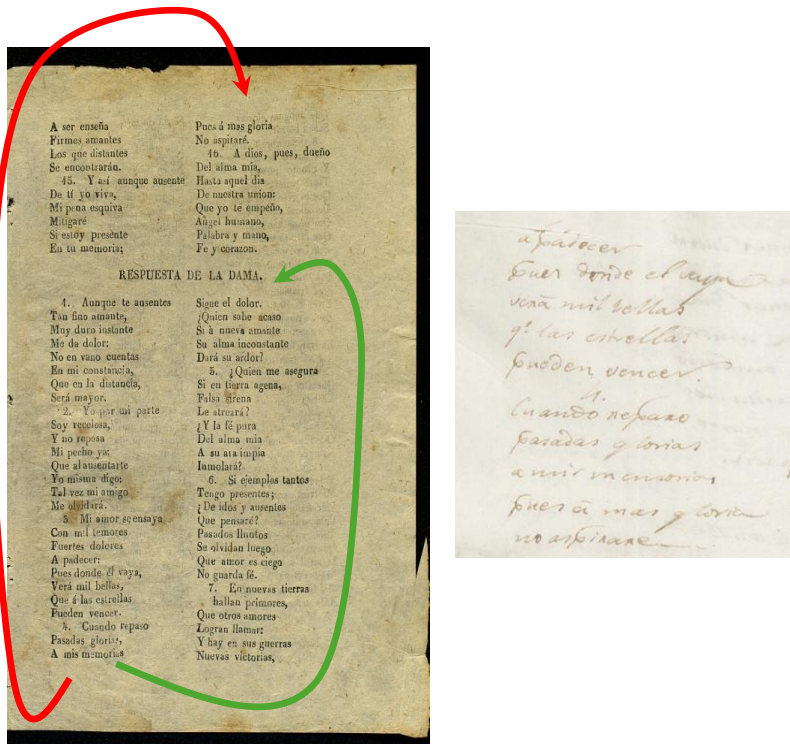 A ser enseña
Firmes amantes
Los que distantes
Se encontrarán.
45. Y así aunque ausente
De tí yo viva,
Mi pena esquiva
Mitigaré
Si estoy presente
En tu memoria;
Pues á mas gloria
No aspiraré.
46. A dios, pues, dueño
Del alma mía,
Hasta aquel dia
De nuestra union:
Que yo te empeño,
Angel humano,
Palabra y mano,
Fe y corazon.
RESPUESTA DE LA DAMA.
1. Aunque te ausentes
Tan fino amante,
Muy duro instante
Me da dolor:
No en vano cuentas
En mi constancia,
Que en la distancia,
Será mayor.
2. Yo por mi parte
Soy recelosa,
Y no reposa
Mi pecho ya;
Que al ausentarte
Yo misma digo:
Tal vez mi amigo
Me olvidará.
3. Mi amor se ensaya
Con mil temores
Fuertes dolores
A padecer:
Pues donde él vaya,
Verá mil bellas,
Que á las estrellas
Pueden vencer.
4. Cuando repaso
Pasadas glorias,
A mis memorias
Sigue el dolor.
¿Quien sabe acaso
Si à nueva amante
Su alma inconstante
Dará su ardor?
5. ¿Quien me asegura
Si en tierra agena,
Falsa sirena
Le atreará?
¿Y la fé pura
Del alma mia
A su ara impia
Inmolará?
6. Si ejemplos tantos
Tengo presentes;
¿De idos y ausentes
Que pensaré?
Pasados llantos
Se olvidan luego
Que amor es ciego
No guarda fé.
7. En nuevas tierras
hallan primores,
Que otros amores
Logran llamar:
Y hay en sus guerras
Nuevas victorias,
a padecer
pues donde el vaya
verá mil bellas
qe las estrellas
pueden vencer.
4.
Cuando reparo
pasadas glorias
a mis memorias
pues á mas gloria
no aspirare